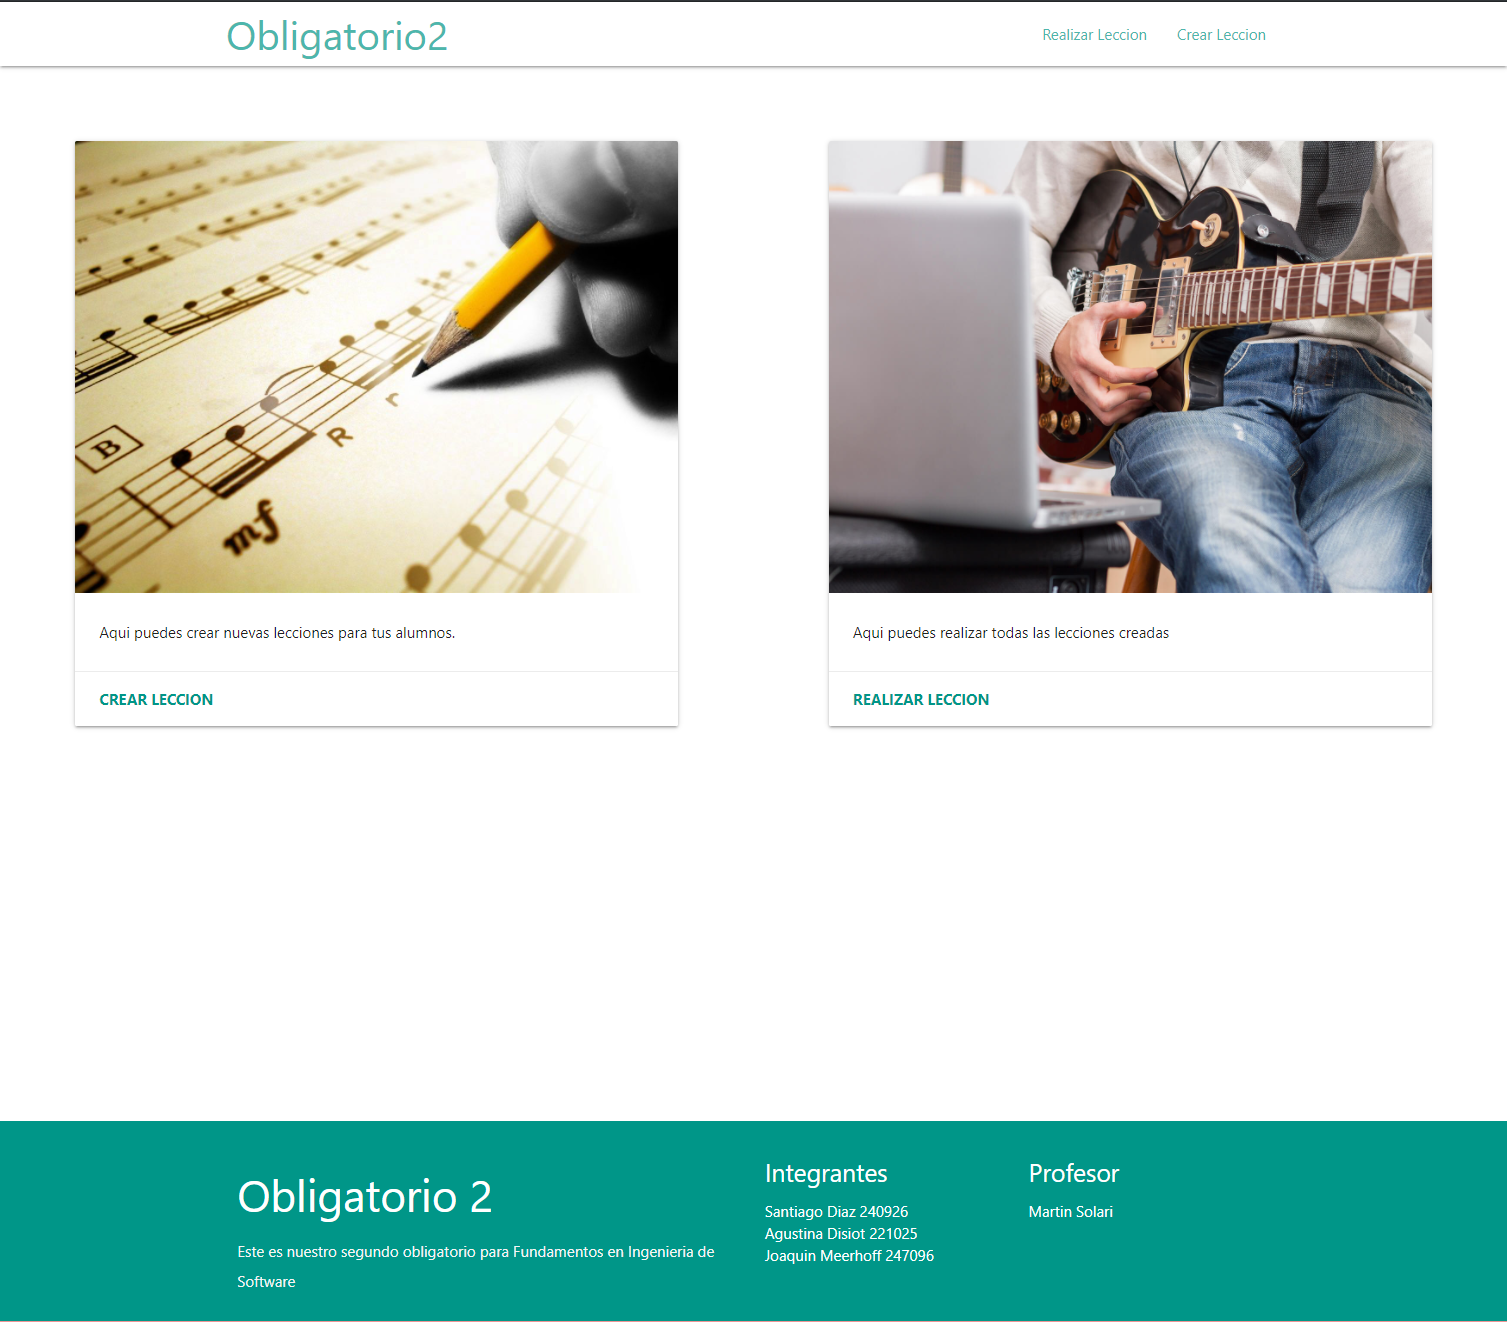 Obligatorio2
Realizar Leccion
Crear Leccion
B
mf
R
r
Aqui puedes crear nuevas lecciones para tus alumnos.
CREAR LECCION
Aqui puedes realizar todas las lecciones creadas
REALIZAR LECCION
Obligatorio 2
Este es nuestro segundo obligatorio para Fundamentos en Ingenieria de
Software
Integrantes
Santiago Diaz 240926
Agustina Disiot 221025
Joaquin Meerhoff 247096
Profesor
Martin Solari